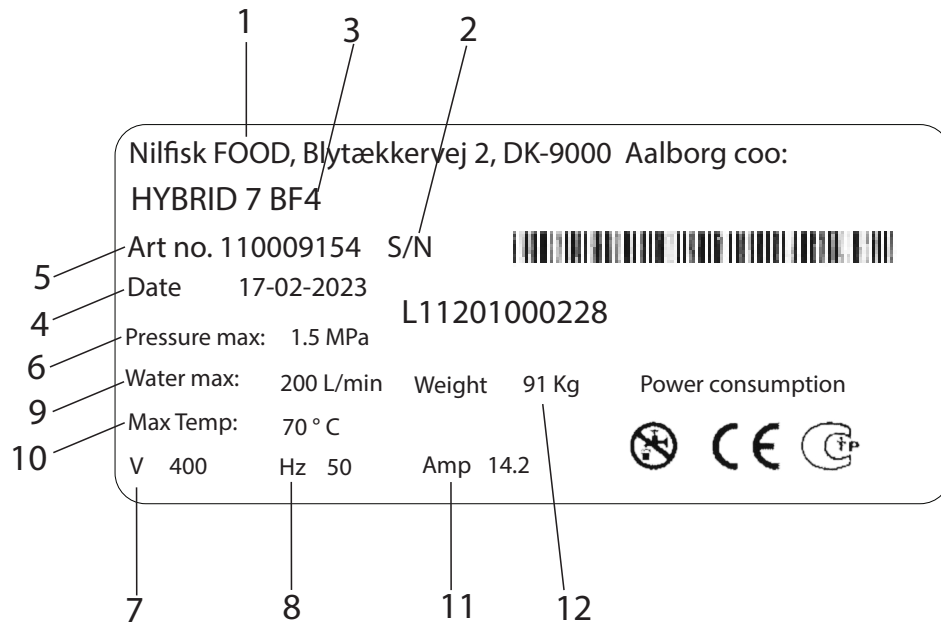 1 3 2
Nilfisk FOOD, Blytækkervej 2, DK-9000 Aalborg coo:
HYBRID 7 BF4
5 Art no. 110009154 S/N
4 Date 17-02-2023
L11201000228
6 Pressure max: 1.5 MPa
9 Water max: 200 L/min Weight 91 Kg Power consumption
10 Max Temp: 70 ° C
V 400 Hz 50 Amp 14.2
CE
C TP
7 8 11 12